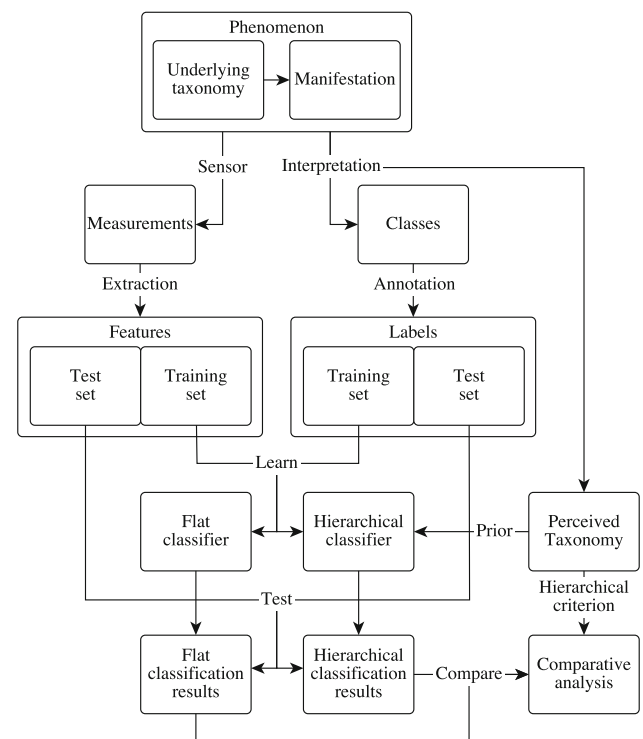 Phenomenon
Underlying
taxonomy
Manifestation
Sensor
Interpretation
Measurements
Classes
Extraction
Annotation
Features
Labels
Test
set
Training
set
Training
set
Test
set
Learn
Flat
classifier
Hierarchical
classifier
Prior
Perceived
Taxonomy
Hierarchical
criterion
Test
Flat
classification
results
Hierarchical
classification
results
Compare
Comparative
analysis